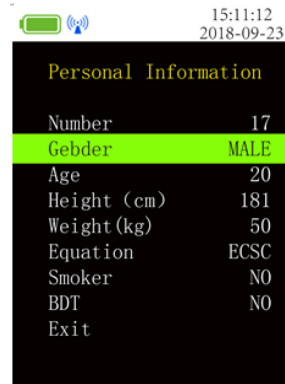 15:11:12
2018-09-23
Personal Information
Number 17
Gebder MALE
Age 20
Height (cm) 181
Weight(kg) 50
Equation ECSC
Smoker NO
BDT NO
Exit